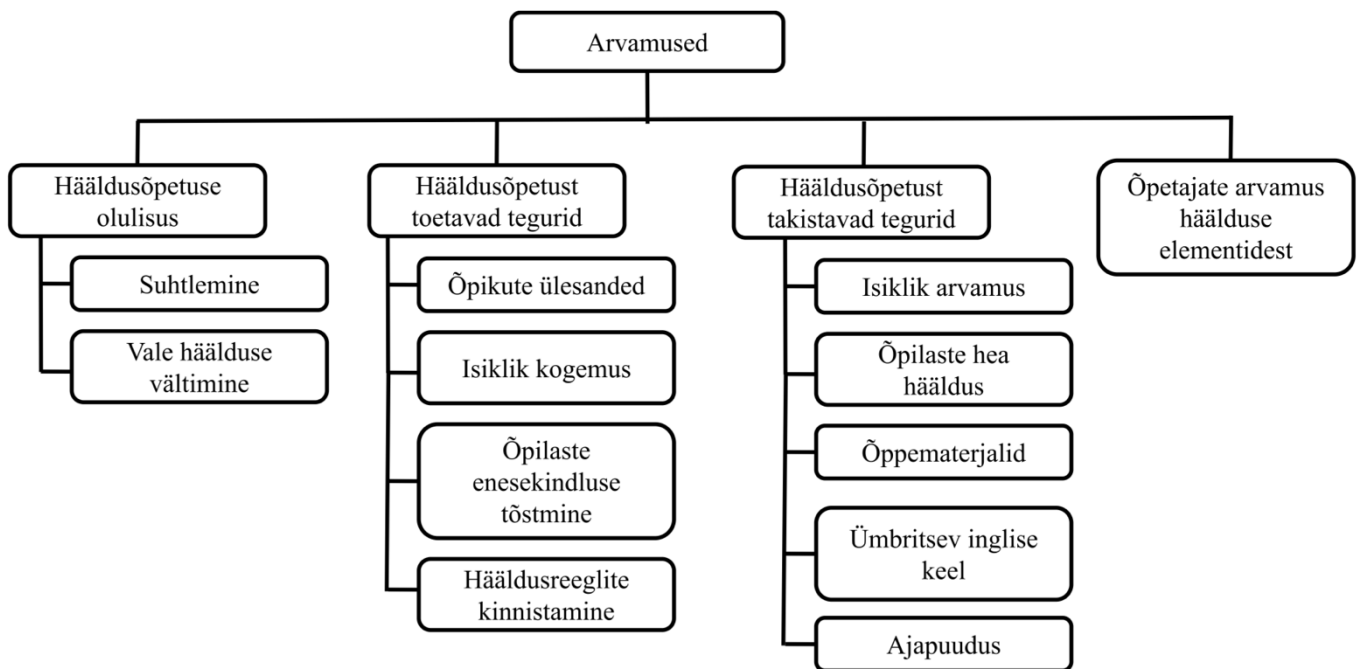 Arvamused
Hääldusõpetuse
olulisus
Suhtlemine
Vale häälduse
vältimine
Hääldusõpetust
toetavad tegurid
Õpikute ülesanded
Isiklik kogemus
Õpilaste
enesekindluse
tõstmine
Hääldusreeglite
kinnistamine
Hääldusõpetust
takistavad tegurid
Isiklik arvamus
Õpilaste hea
hääldus
Õppematerjalid
Ümbritsev inglise
keel
Ajapuudus
Õpetajate arvamus
häälduse
elementidest